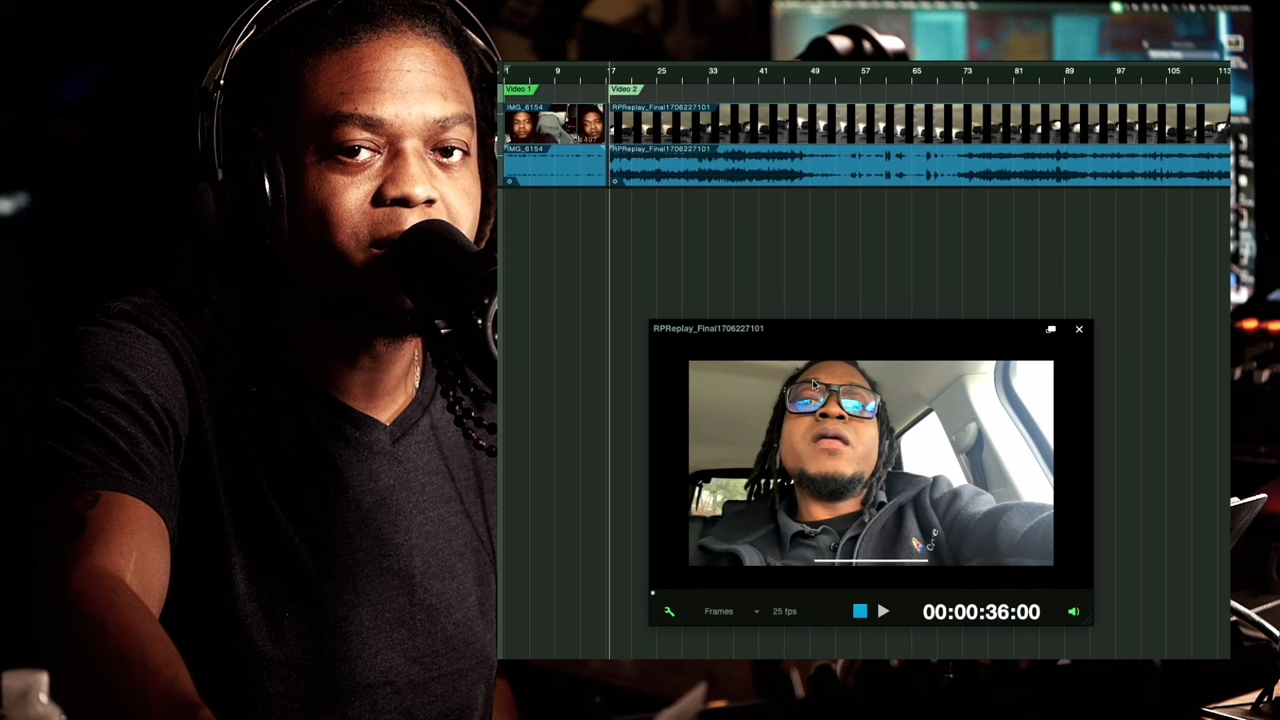 1 9 17 25 33 41 49 57 65 73 81 89 97 105 113
Video 1 Video 2
IMG_6154 RPReplay_Final1706227101
IMG_6154 RPReplay_Final1706227101
RPReplay_Final1706227101
Frames 25 fps 00:00:36:00